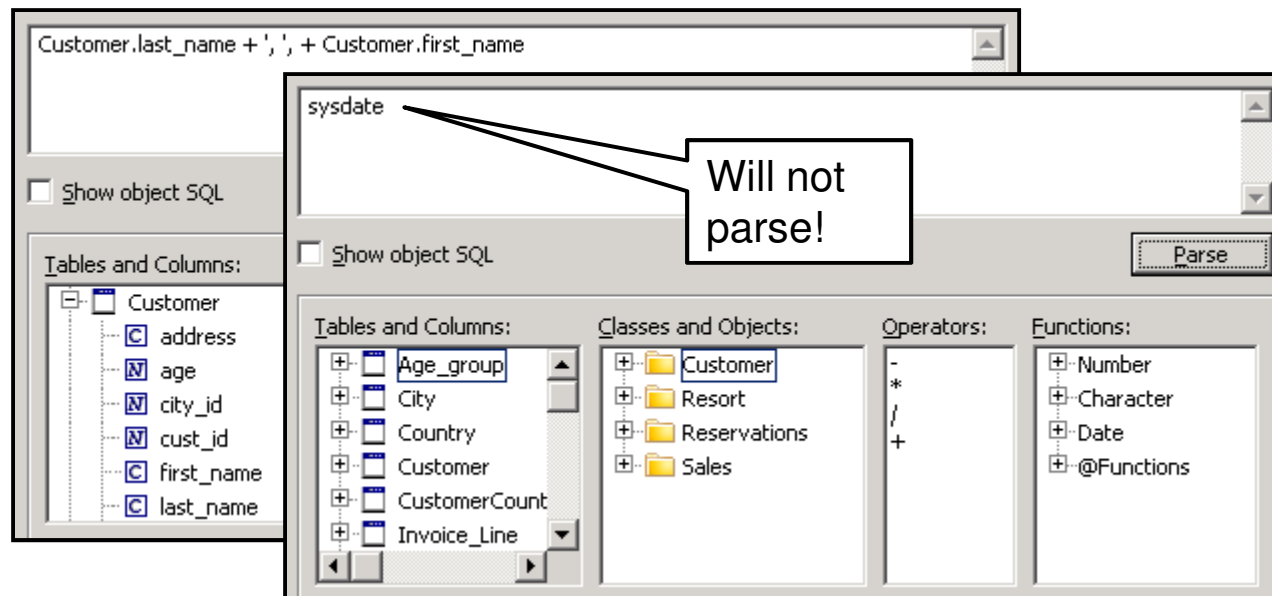 Customer.last_name + ', ', + Customer.first_name
Show object SQL
Tables and Columns:
Customer
address
age
city_id
cust_id
first_name
last_name
sysdate
Will not
parse!
Show object SQL
Parse
Tables and Columns:
Age_group
City
Country
Customer
CustomerCount
Invoice_Line
Classes and Objects:
Customer
Resort
Reservations
Sales
Operators:
-
*
/
+
Functions:
Number
Character
Date
@Functions